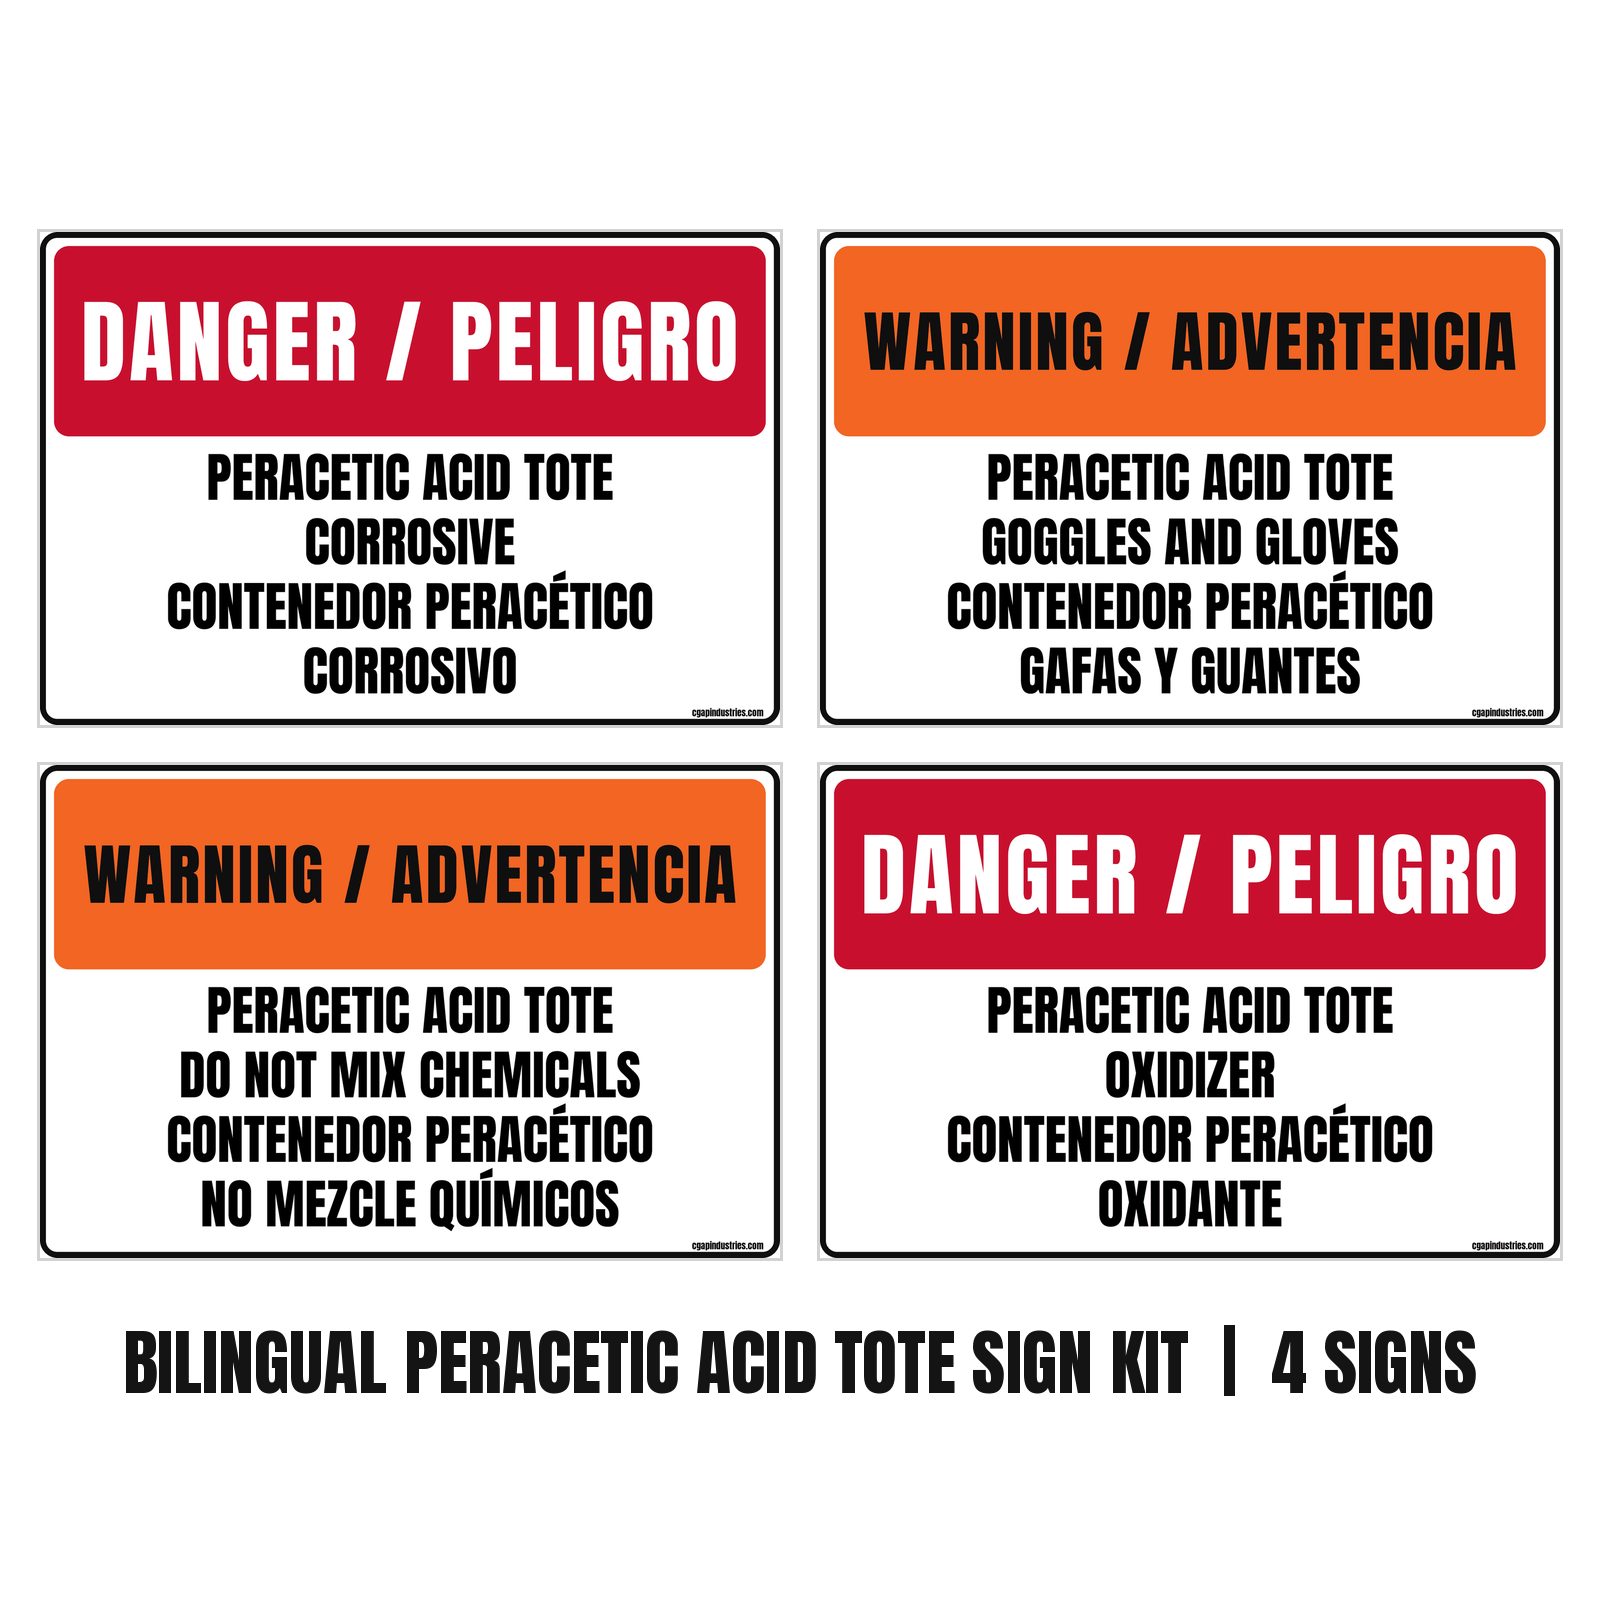 DANGER / PELIGRO
PERACETIC ACID TOTE
CORROSIVE
CONTENEDOR PERACÉTICO
CORROSIVO
cgapindustries.com
WARNING / ADVERTENCIA
PERACETIC ACID TOTE
GOGGLES AND GLOVES
CONTENEDOR PERACÉTICO
GAFAS Y GUANTES
cgapindustries.com
WARNING / ADVERTENCIA
PERACETIC ACID TOTE
DO NOT MIX CHEMICALS
CONTENEDOR PERACÉTICO
NO MEZCLE QUÍMICOS
cgapindustries.com
DANGER / PELIGRO
PERACETIC ACID TOTE
OXIDIZER
CONTENEDOR PERACÉTICO
OXIDANTE
cgapindustries.com
BILINGUAL PERACETIC ACID TOTE SIGN KIT | 4 SIGNS